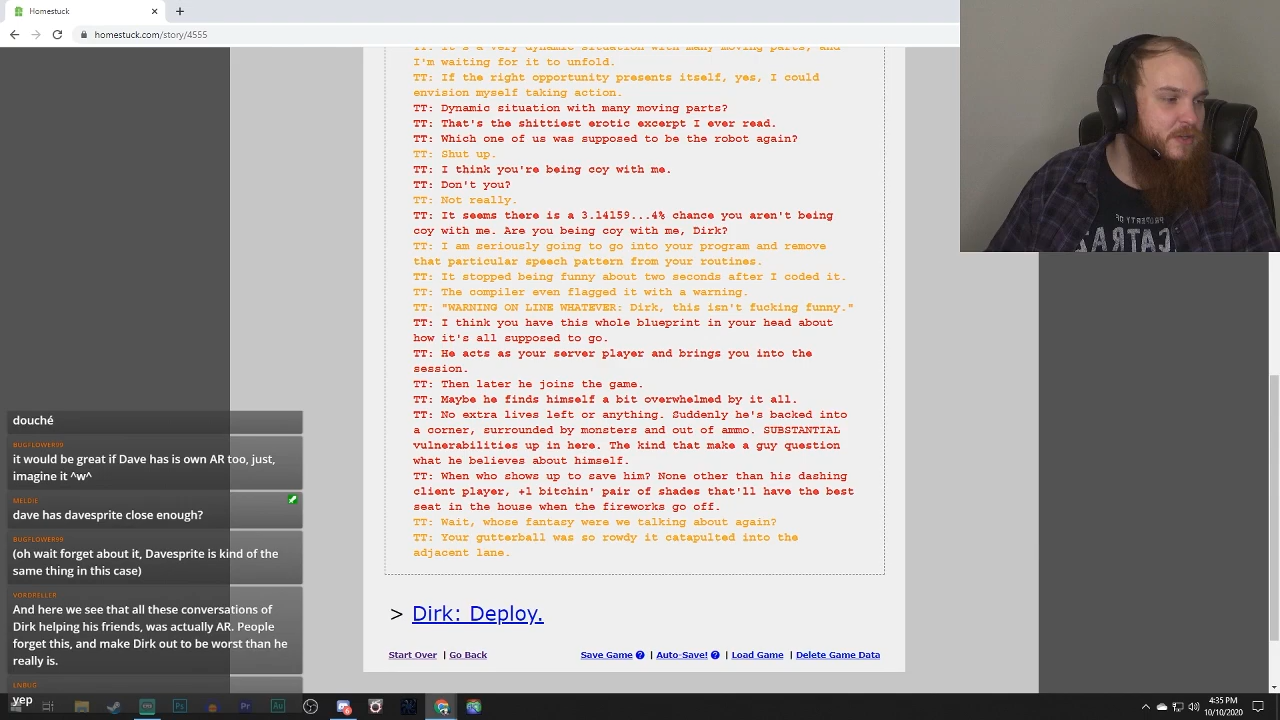 Homestuck
homestuck.com/story/4555
TT: It's a very dynamic situation with many moving parts, and
I'm waiting for it to unfold.
TT: If the right opportunity presents itself, yes, I could
envision myself taking action.
TT: Dynamic situation with many moving parts?
TT: That's the shittiest erotic excerpt I ever read.
TT: Which one of us was supposed to be the robot again?
TT: Shut up.
TT: I think you're being coy with me.
TT: Don't you?
TT: Not really.
TT: It seems there is a 3.14159...4% chance you aren't being
coy with me. Are you being coy with me, Dirk?
TT: I am seriously going to go into your program and remove
that particular speech pattern from your routines.
TT: It stopped being funny about two seconds after I coded it.
TT: The compiler even flagged it with a warning.
TT: "WARNING ON LINE WHATEVER: Dirk, this isn't fucking funny."
TT: I think you have this whole blueprint in your head about
how it's all supposed to go.
TT: He acts as your server player and brings you into the
session.
TT: Then later he joins the game.
TT: Maybe he finds himself a bit overwhelmed by it all.
TT: No extra lives left or anything. Suddenly he's backed into
a corner, surrounded by monsters and out of ammo. SUBSTANTIAL
vulnerabilities up in here. The kind that make a guy question
what he believes about himself.
TT: When who shows up to save him? None other than his dashing
client player, +1 bitchin' pair of shades that'll have the best
seat in the house when the fireworks go off.
TT: Wait, whose fantasy were we talking about again?
TT: Your gutterball was so rowdy it catapulted into the
adjacent lane.
> Dirk: Deploy.
Start Over | Go Back
Save Game ? | Auto-Save! ? | Load Game | Delete Game Data
douché
BUGFLOWER99
it would be great if Dave has is own AR too, just,
imagine it ^w^
MELDIE
dave has davesprite close enough?
BUGFLOWER99
(oh wait forget about it, Davesprite is kind of the
same thing in this case)
VORDRELLER
And here we see that all these conversations of
Dirk helping his friends, was actually AR. People
forget this, and make Dirk out to be worst than he
really is.
LNBUG
yep
PROPERTY OF
4:35 PM
10/10/2020